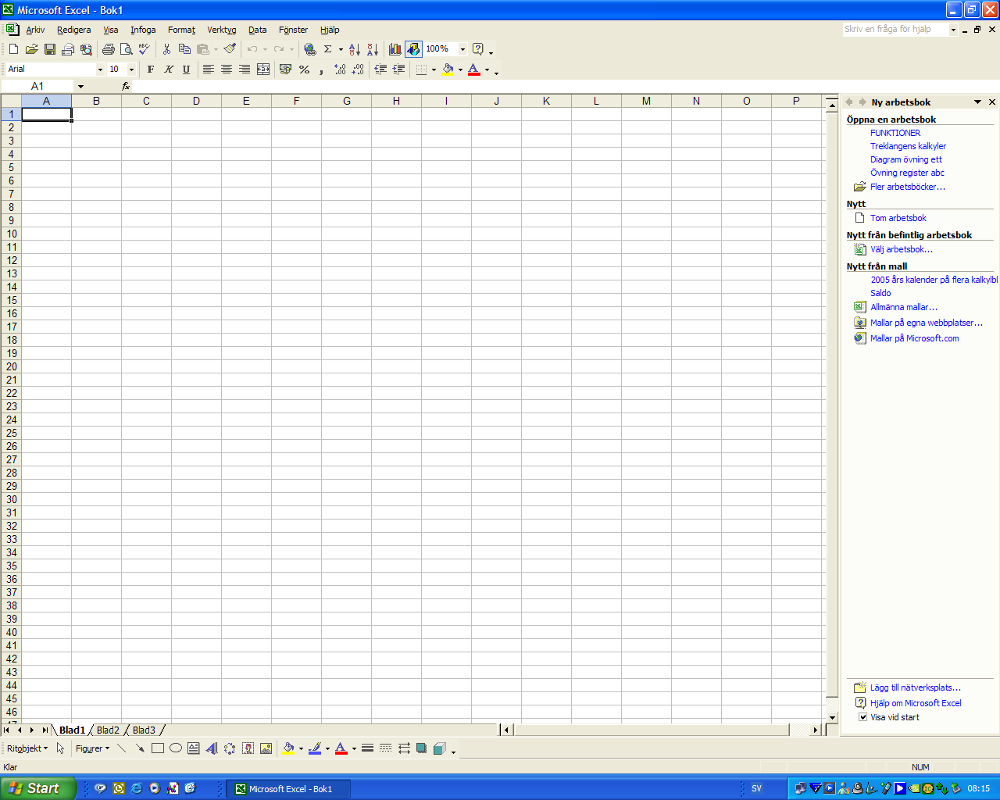 Microsoft Excel - Bok1
Arkiv Redigera Visa Infoga Format Verktyg Data Fönster Hjälp
Skriv en fråga för hjälp
100%
Arial 10 F K U
A1 fx
A B C D E F G H I J K L M N O P
1
2
3
4
5
6
7
8
9
10
11
12
13
14
15
16
17
18
19
20
21
22
23
24
25
26
27
28
29
30
31
32
33
34
35
36
37
38
39
40
41
42
43
44
45
46
47
Ny arbetsbok
Öppna en arbetsbok
FUNKTIONER
Treklangens kalkyler
Diagram övning ett
Övning register abc
Fler arbetsböcker...
Nytt
Tom arbetsbok
Nytt från befintlig arbetsbok
Välj arbetsbok...
Nytt från mall
2005 års kalender på flera kalkylbl
Saldo
Allmänna mallar...
Mallar på egna webbplatser...
Mallar på Microsoft.com
Lägg till nätverksplats...
Hjälp om Microsoft Excel
Visa vid start
Blad1 Blad2 Blad3
Ritobjekt Figurer
Klar
NUM
Start
Microsoft Excel - Bok1
SV
08:15